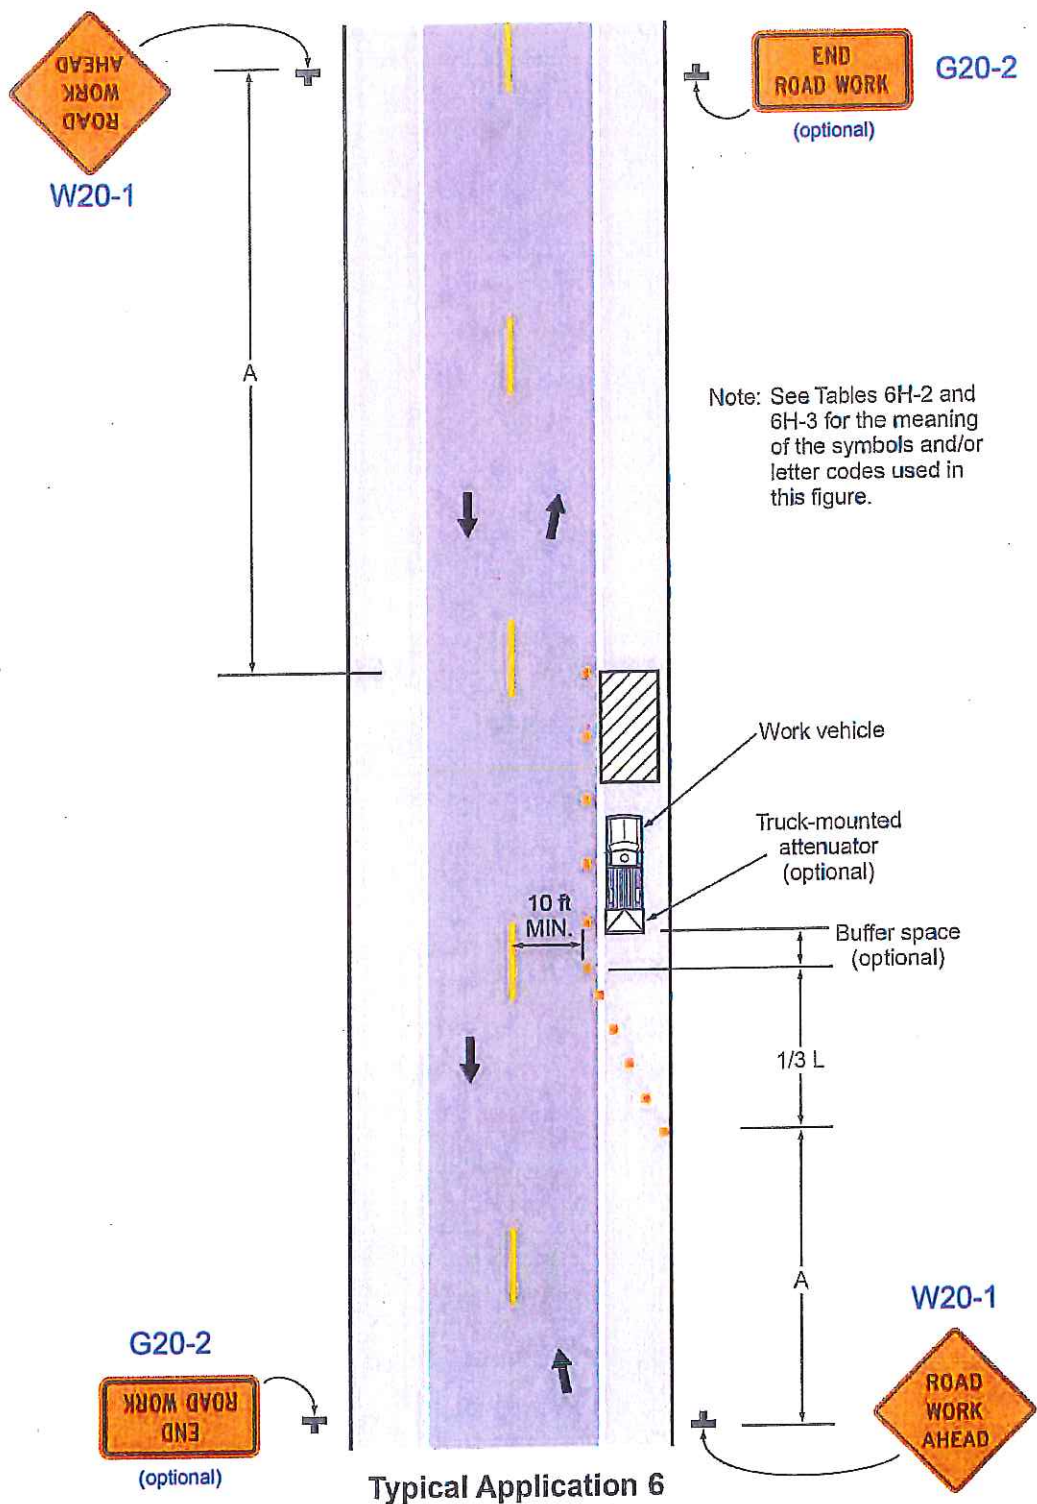 ROAD
WORK
AHEAD
W20-1
END
ROAD WORK
(optional)
G20-2
A
Note: See Tables 6H-2 and
6H-3 for the meaning
of the symbols and/or
letter codes used in
this figure.
Work vehicle
Truck-mounted
attenuator
(optional)
10 ft
MIN.
Buffer space
(optional)
1/3 L
A
W20-1
ROAD
WORK
AHEAD
G20-2
END
ROAD WORK
(optional)
Typical Application 6